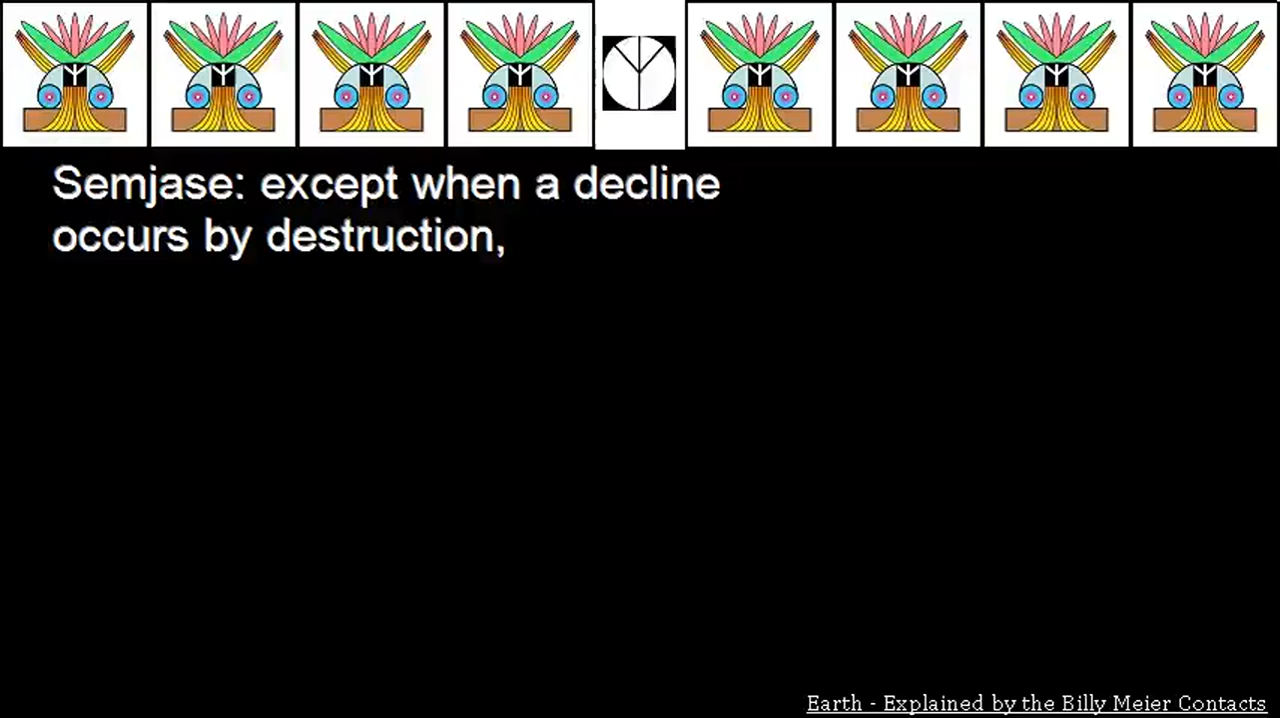 Semjase: except when a decline
occurs by destruction,
Earth - Explained by the Billy Meier Contacts